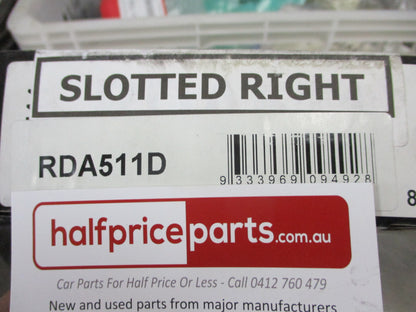 SLOTTED RIGHT
RDA511D
9 333969 094928
8
halfpriceparts.com.au
Car Parts For Half Price Or Less - Call 0412 760 479
New and used parts from major manufacturers